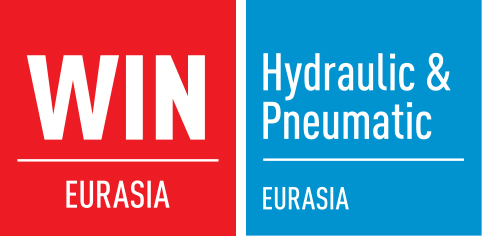 WIN
EURASIA
Hydraulic &
Pneumatic
EURASIA